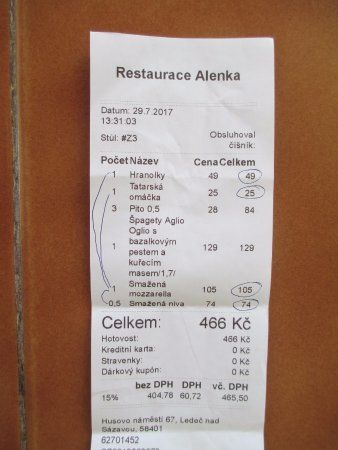 Restaurace Alenka
Datum: 29.7.2017
13:31:03
Stůl: #Z3
Obsluhoval
číšník:
Počet Název Cena Celkem
1 Hranolky 49 49
1 Tatarská omáčka 25 25
3 Pito 0,5 28 84
1 Špagety Aglio
Oglio s
bazalkovým
pestem a
kuřecím
masem/1,7/ 129 129
1 Smažená
mozzarella 105 105
0,5 Smažená niva 74 74
Celkem: 466 Kč
Hotovost: 466 Kč
Kreditní karta: 0 Kč
Stravenky: 0 Kč
Dárkový kupón: 0 Kč
bez DPH DPH vč. DPH
15% 404,78 60,72 465,50
Husovo náměstí 67, Ledeč nad
Sázavou, 58401
62701452